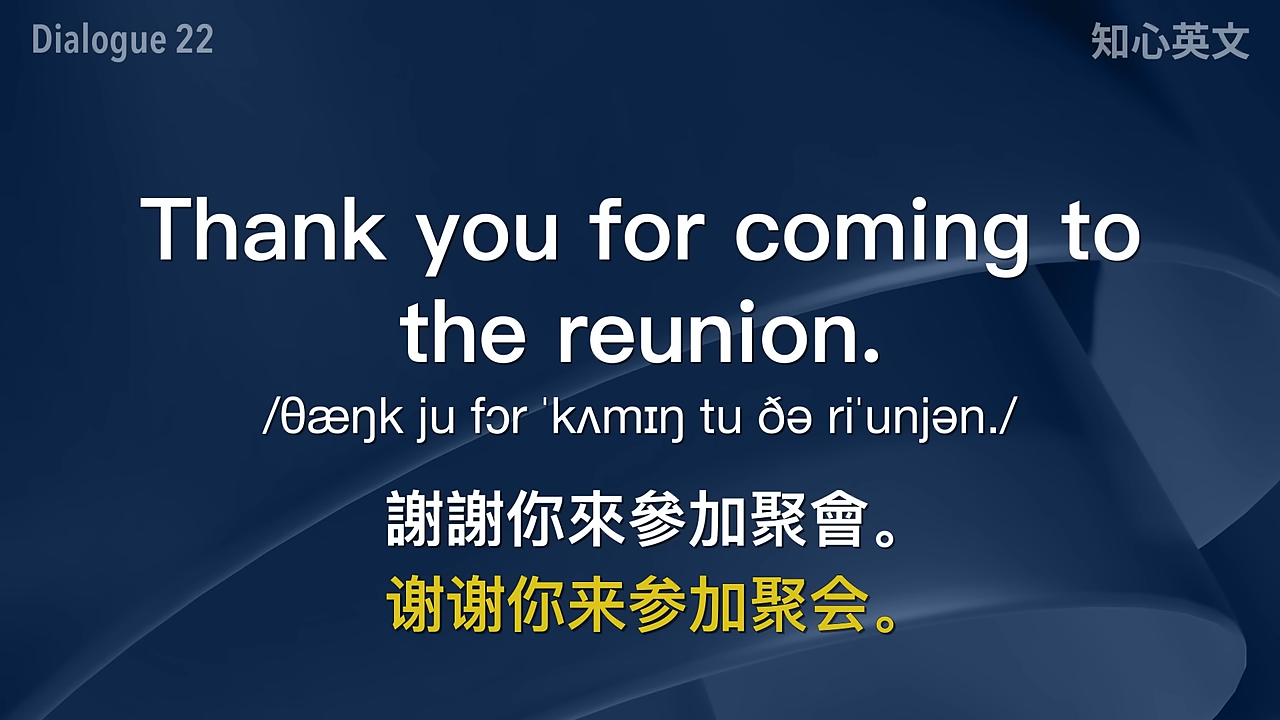 Dialogue 22
知心英文
Thank you for coming to
the reunion.
/θæŋk ju fɔr ˈkʌmɪŋ tu ðə riˈunjən./
謝謝你來參加聚會。
谢谢你来参加聚会。